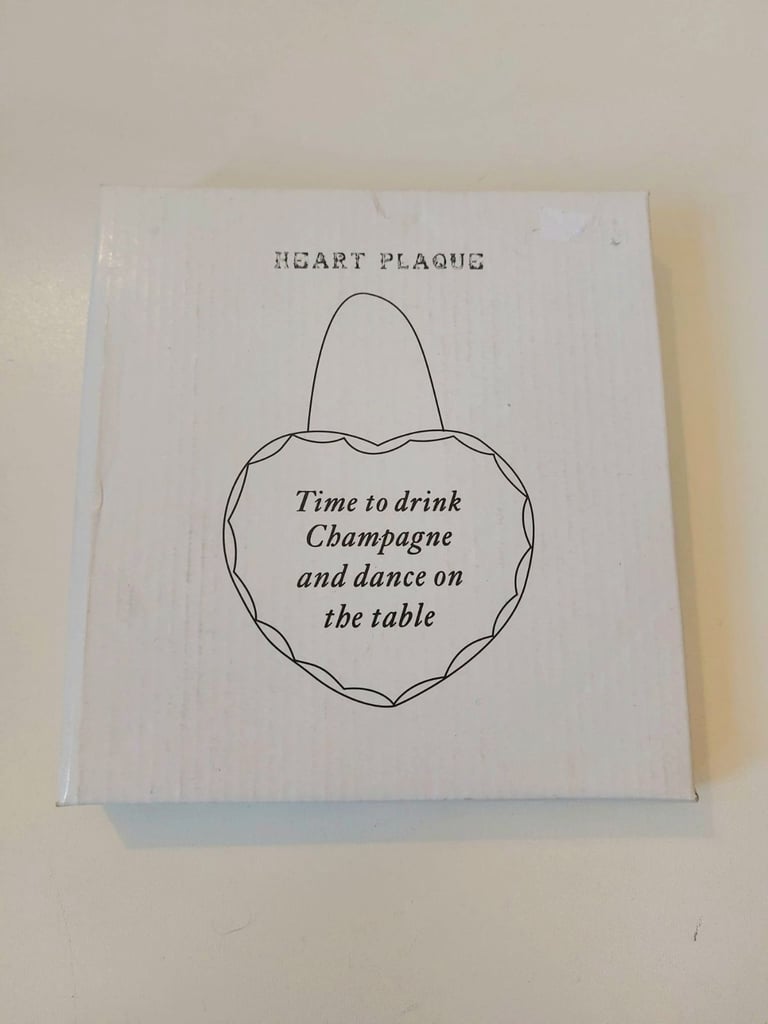 HEART PLAQUE
Time to drink
Champagne
and dance on
the table